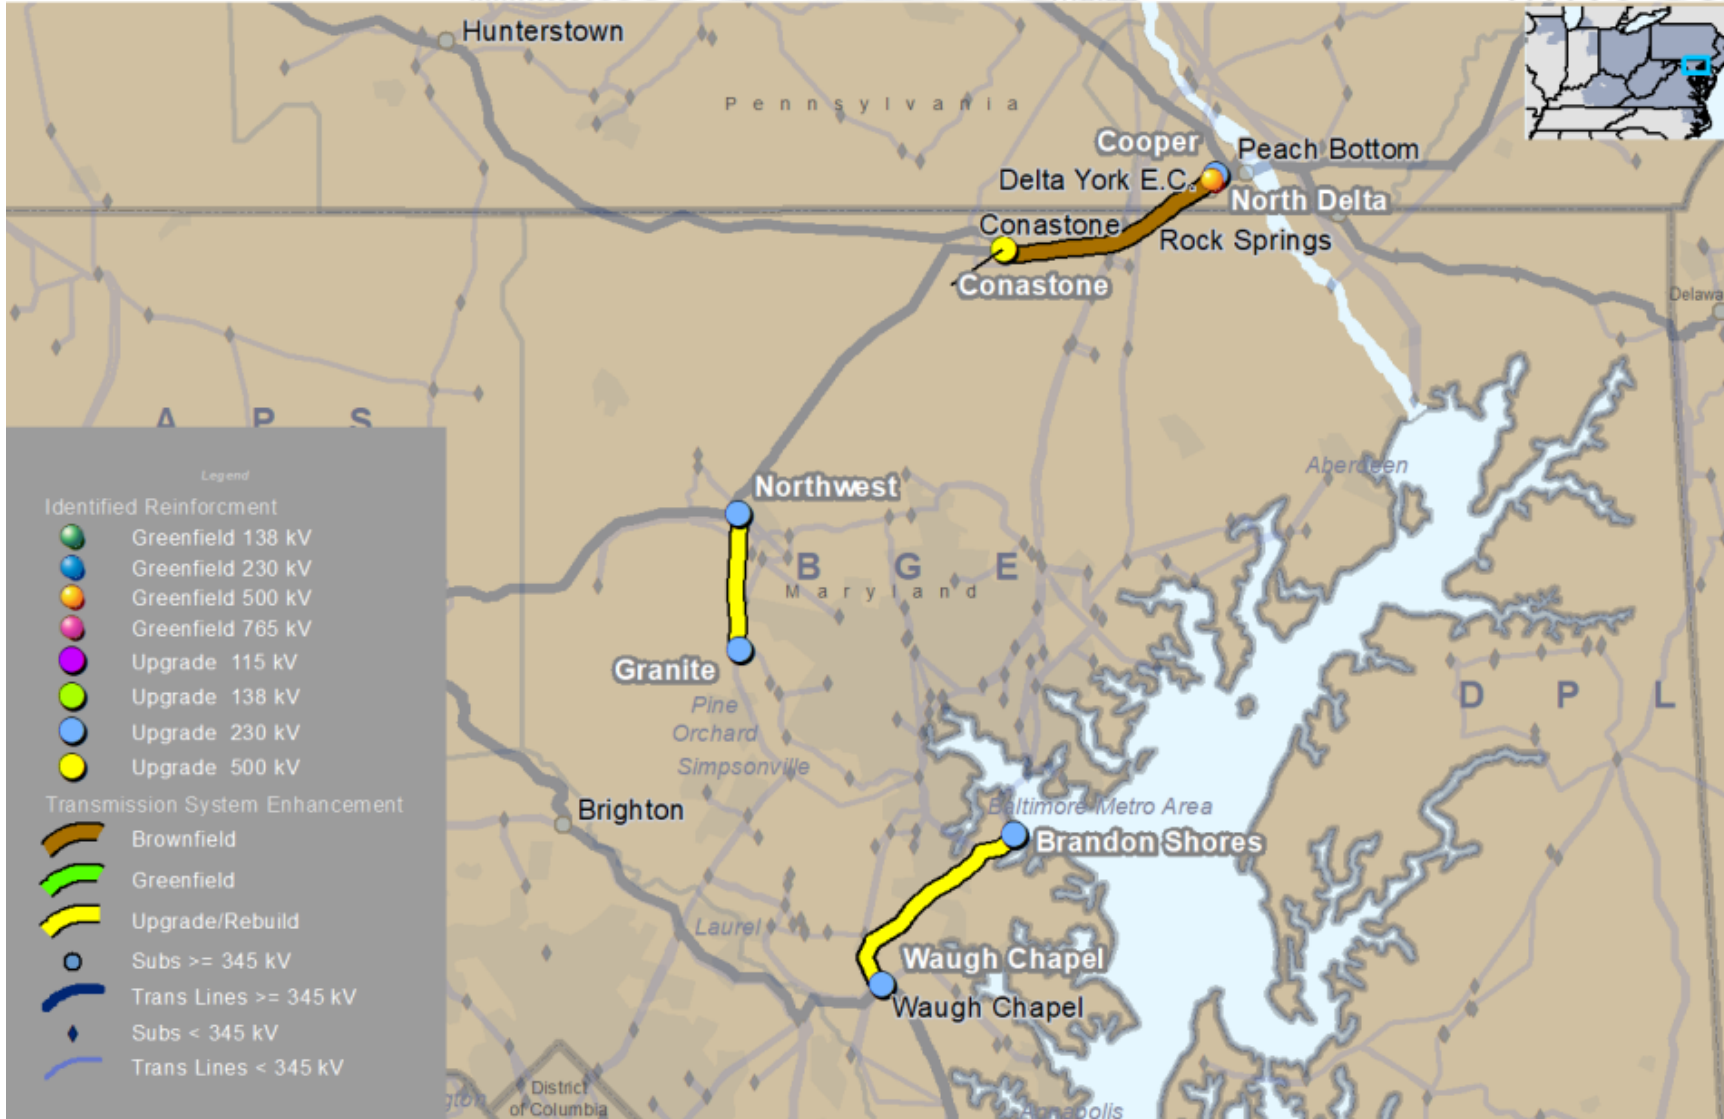 Hunterstown
Pennsylvania
Cooper
Peach Bottom
Delta York E.C.
North Delta
Conastone
Rock Springs
Conastone
Delawa
A P S
Aberdeen
Northwest
B G E
Maryland
Granite
Pine
Orchard
Simpsonville
D P L
Brighton
Baltimore Metro Area
Brandon Shores
Laurel
Waugh Chapel
Waugh Chapel
District
of Columbia
gton
Annapolis
Legend
Identified Reinforcment
Greenfield 138 kV
Greenfield 230 kV
Greenfield 500 kV
Greenfield 765 kV
Upgrade 115 kV
Upgrade 138 kV
Upgrade 230 kV
Upgrade 500 kV
Transmission System Enhancement
Brownfield
Greenfield
Upgrade/Rebuild
Subs >= 345 kV
Trans Lines >= 345 kV
Subs < 345 kV
Trans Lines < 345 kV